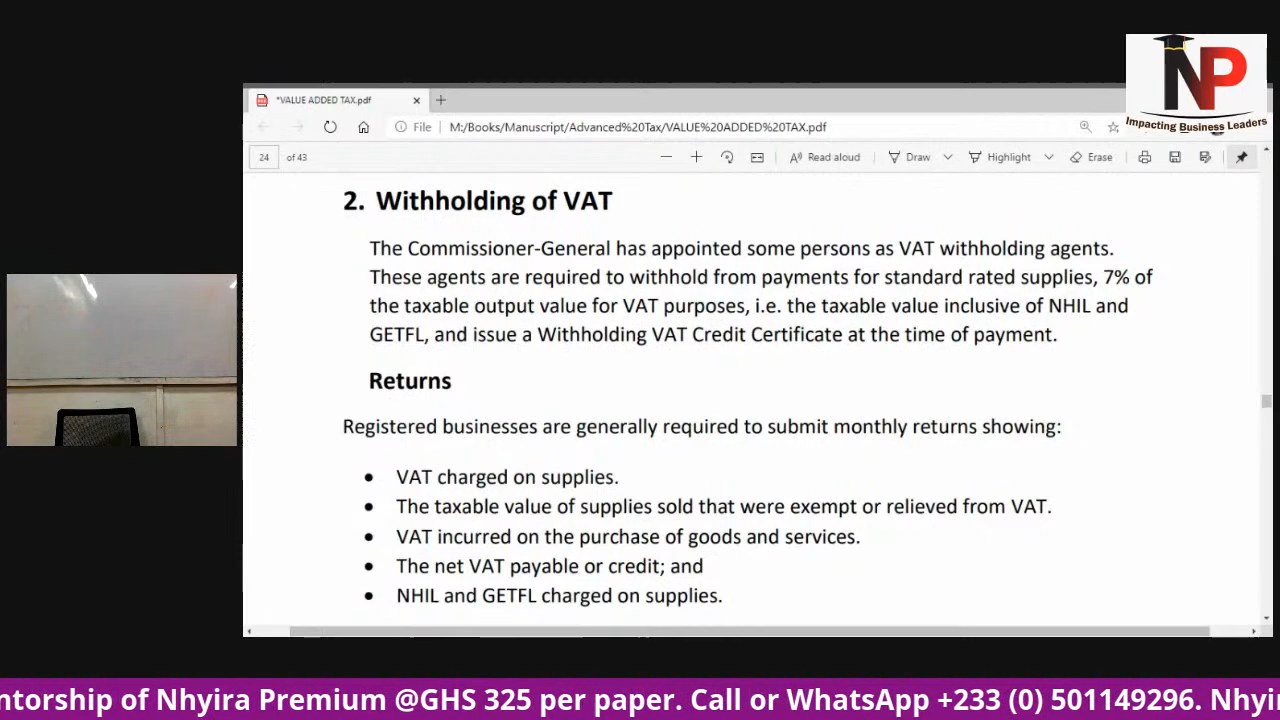 NP
Impacting Business Leaders
*VALUE ADDED TAX.pdf
File M:/Books/Manuscript/Advanced%20Tax/VALUE%20ADDED%20TAX.pdf
24 of 43 Read aloud Draw Highlight Erase
2. Withholding of VAT
The Commissioner-General has appointed some persons as VAT withholding agents.
These agents are required to withhold from payments for standard rated supplies, 7% of
the taxable output value for VAT purposes, i.e. the taxable value inclusive of NHIL and
GETFL, and issue a Withholding VAT Credit Certificate at the time of payment.
Returns
Registered businesses are generally required to submit monthly returns showing:
• VAT charged on supplies.
• The taxable value of supplies sold that were exempt or relieved from VAT.
• VAT incurred on the purchase of goods and services.
• The net VAT payable or credit; and
• NHIL and GETFL charged on supplies.
ntorship of Nhyira Premium @GHS 325 per paper. Call or WhatsApp +233 (0) 501149296. Nhyi